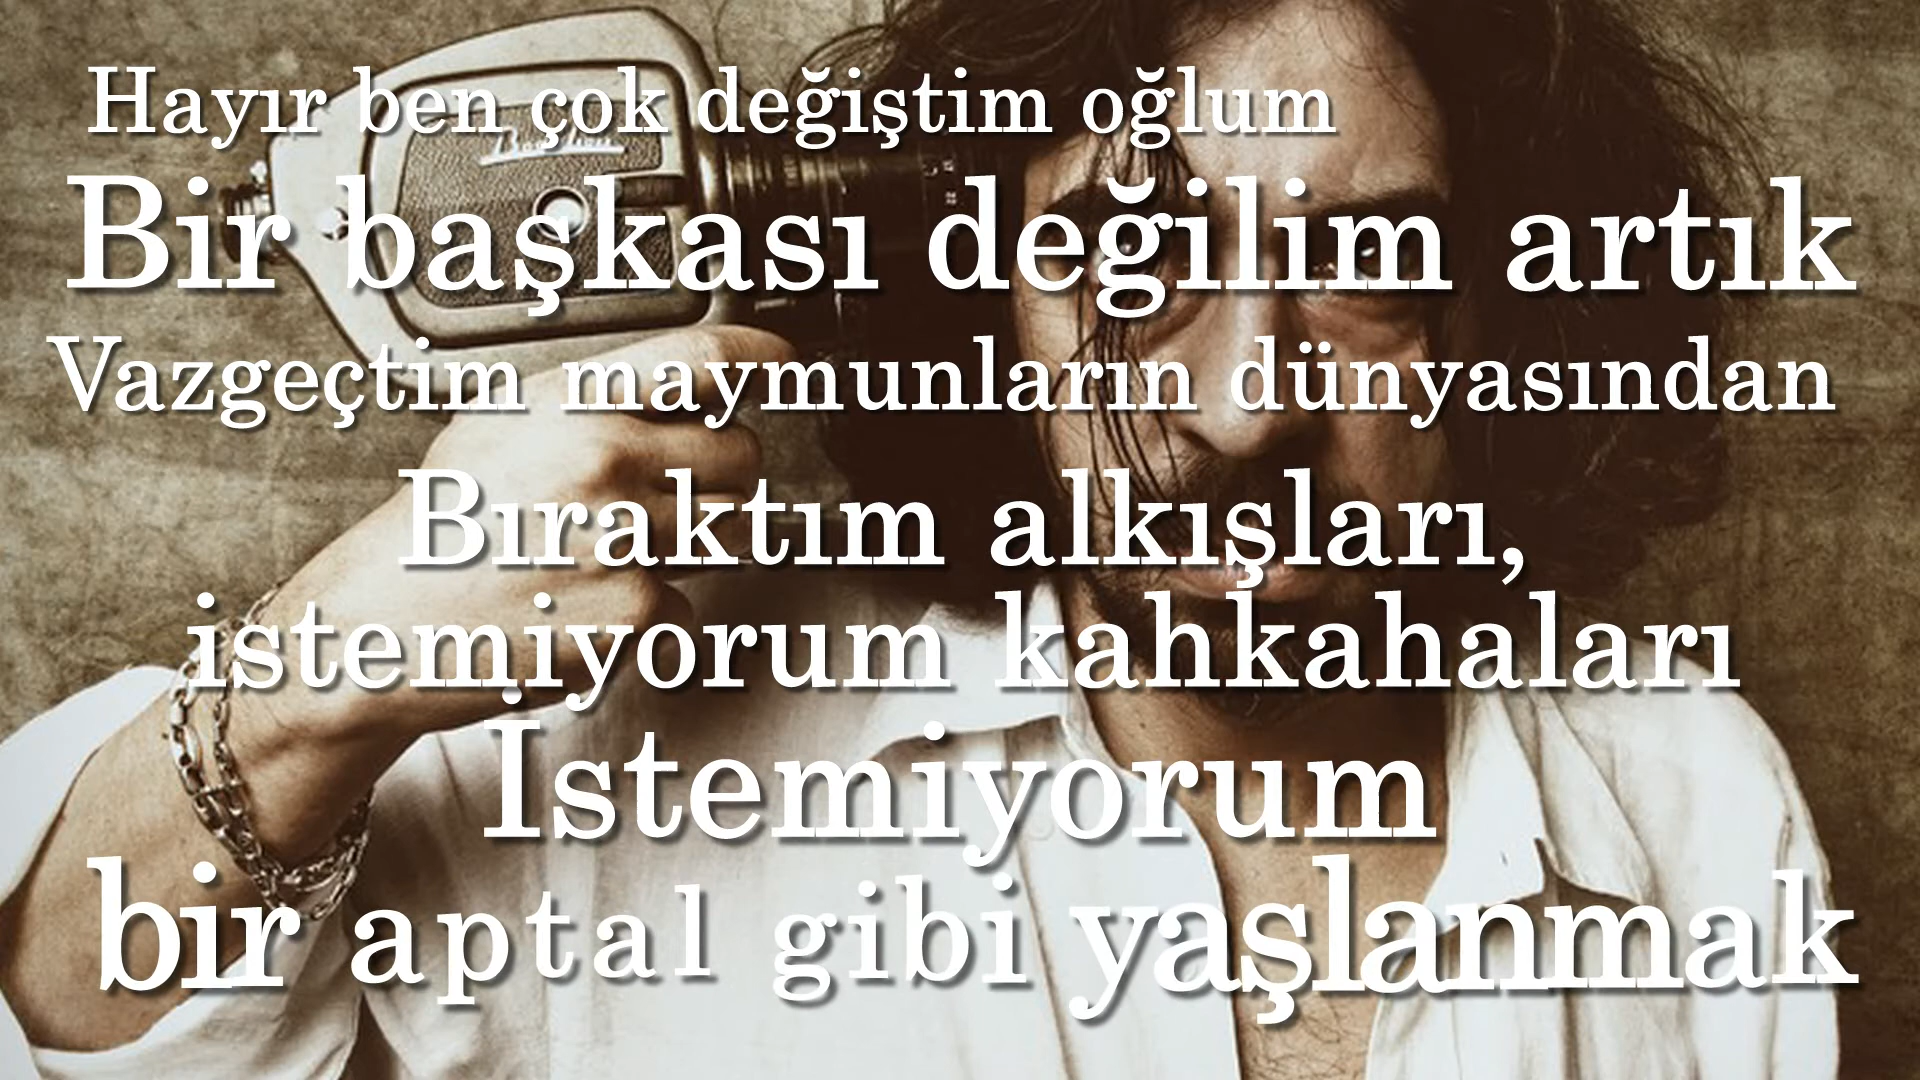 Hayır ben çok değiştim oğlum
Bir başkası değilim artık
Vazgeçtim maymunların dünyasından
Bıraktım alkışları,
istemiyorum kahkahaları
İstemiyorum
bir aptal gibi yaşlanmak